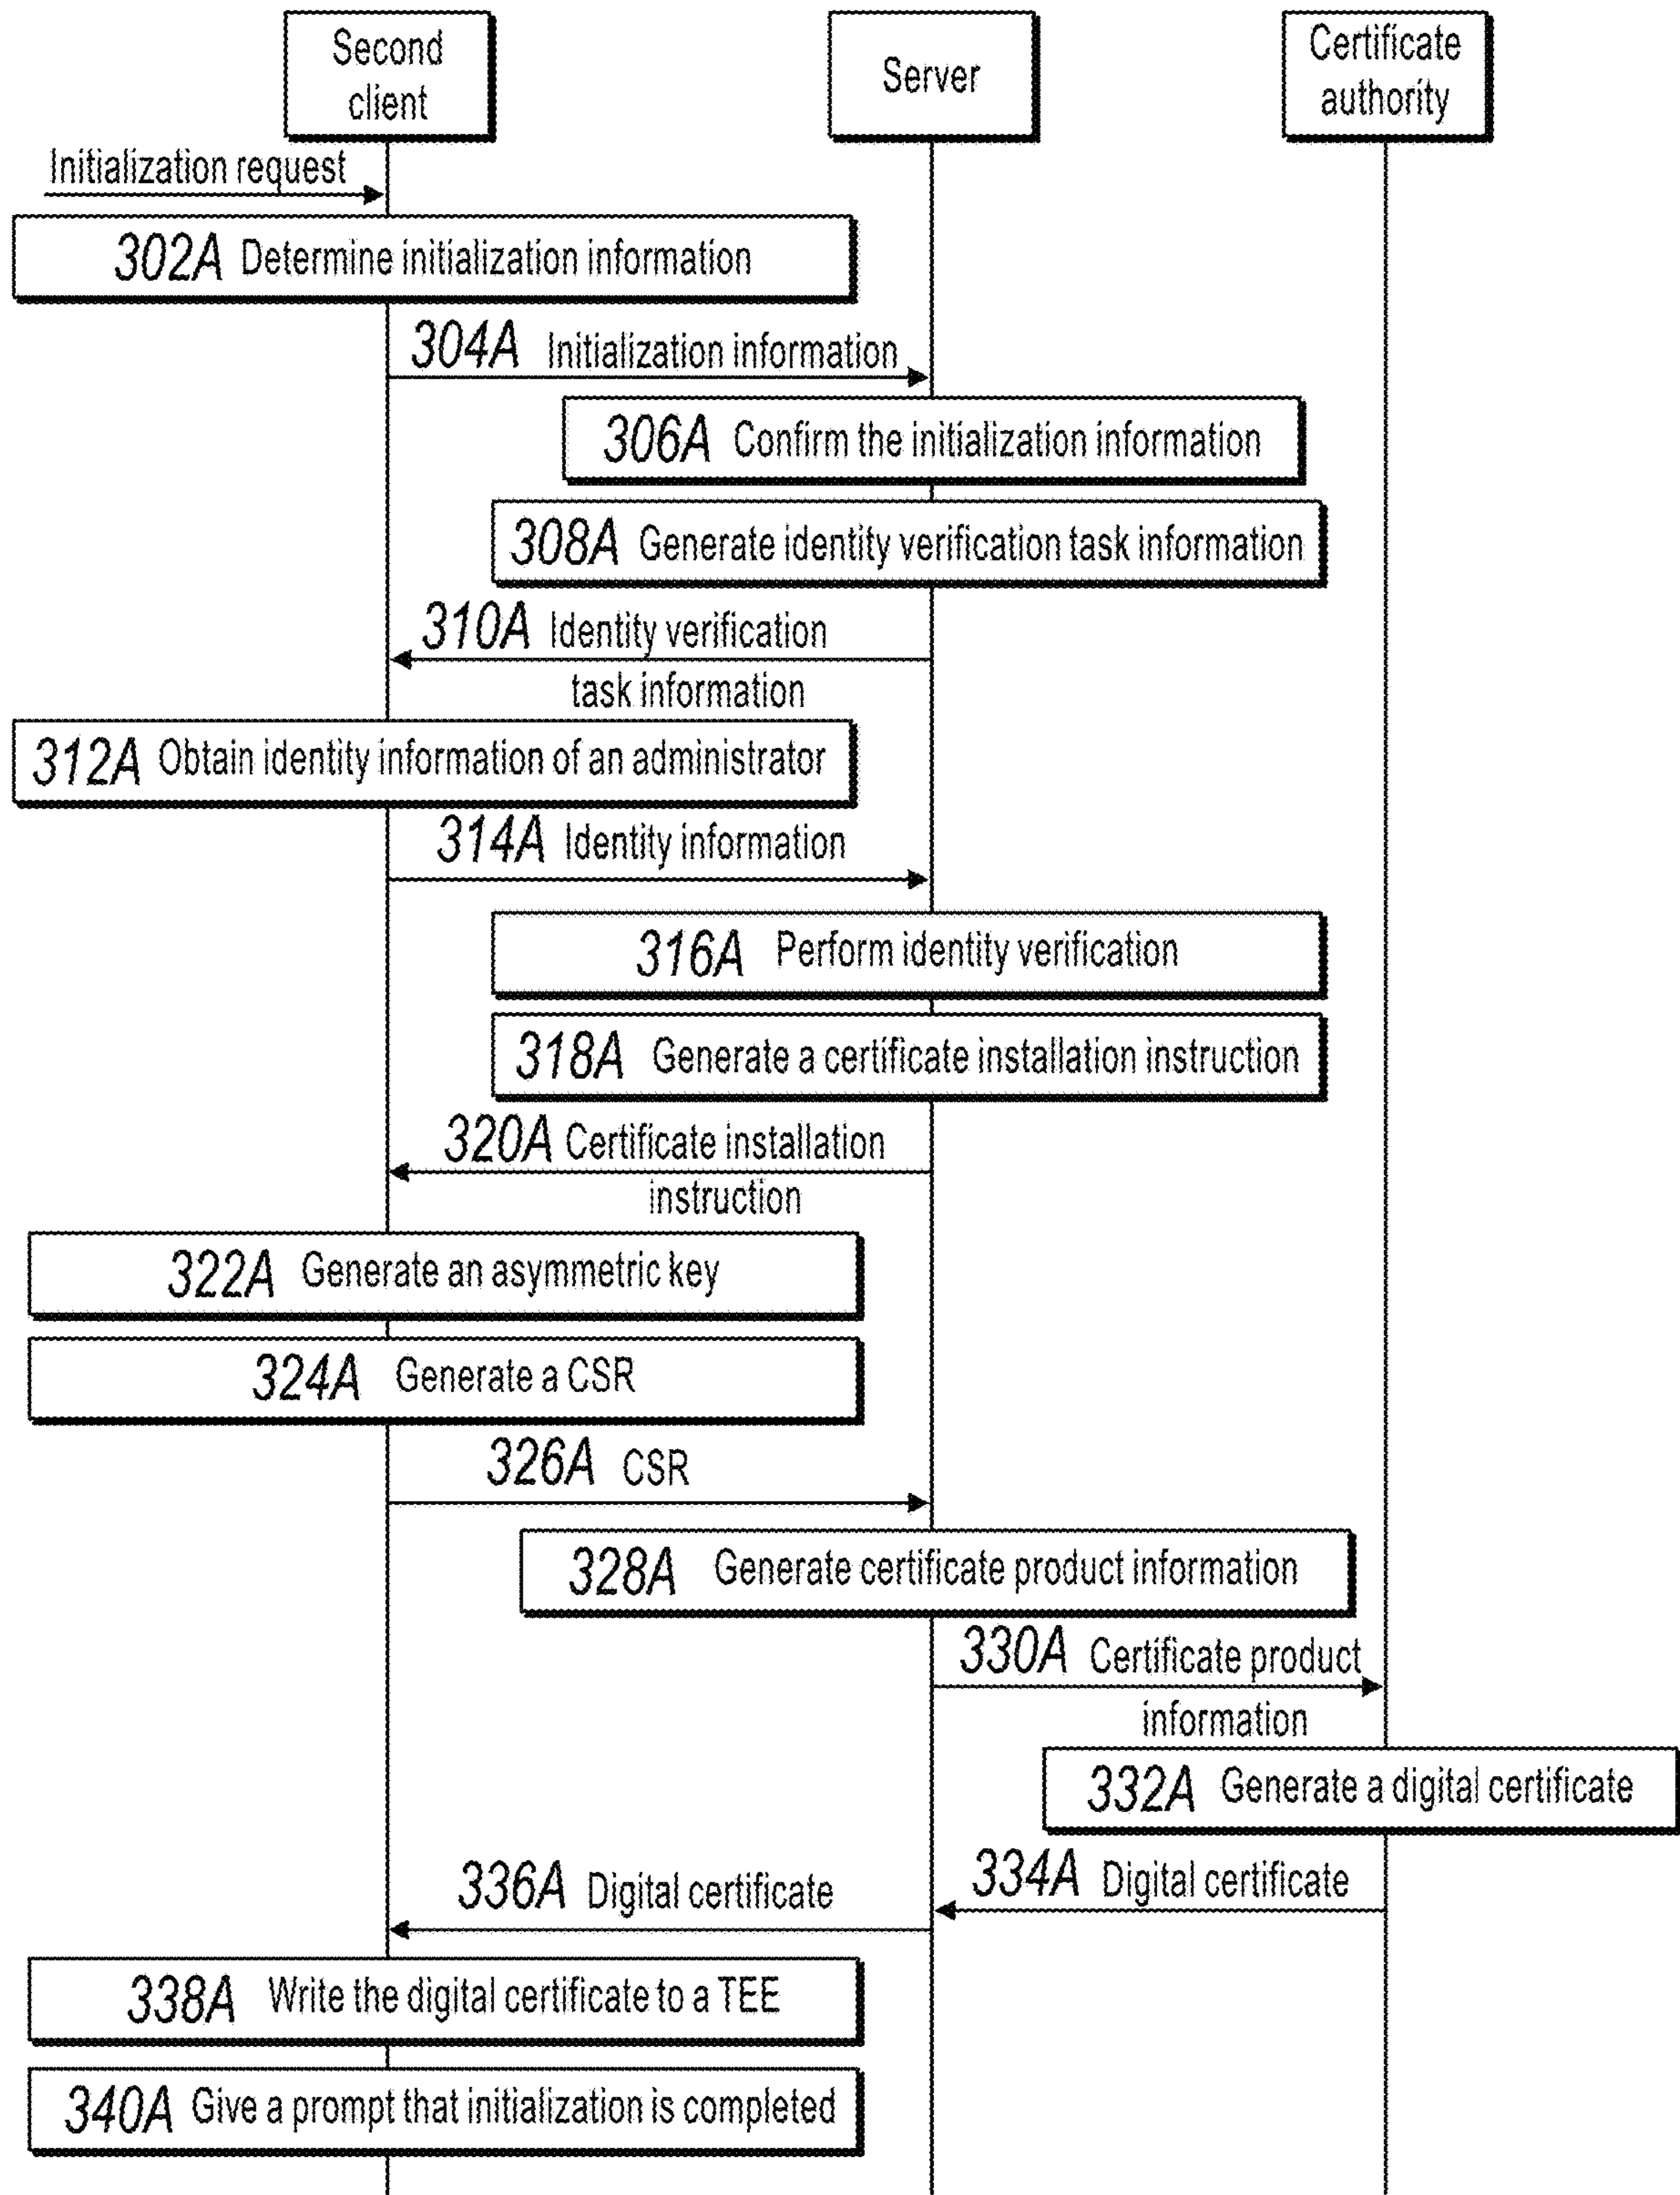 Second
client
Server
Certificate
authority
Initialization request
302A Determine initialization information
304A Initialization information
306A Confirm the initialization information
308A Generate identity verification task information
310A Identity verification
task information
312A Obtain identity information of an administrator
314A Identity information
316A Perform identity verification
318A Generate a certificate installation instruction
320A Certificate installation
instruction
322A Generate an asymmetric key
324A Generate a CSR
326A CSR
328A Generate certificate product information
330A Certificate product
information
332A Generate a digital certificate
334A Digital certificate
336A Digital certificate
338A Write the digital certificate to a TEE
340A Give a prompt that initialization is completed